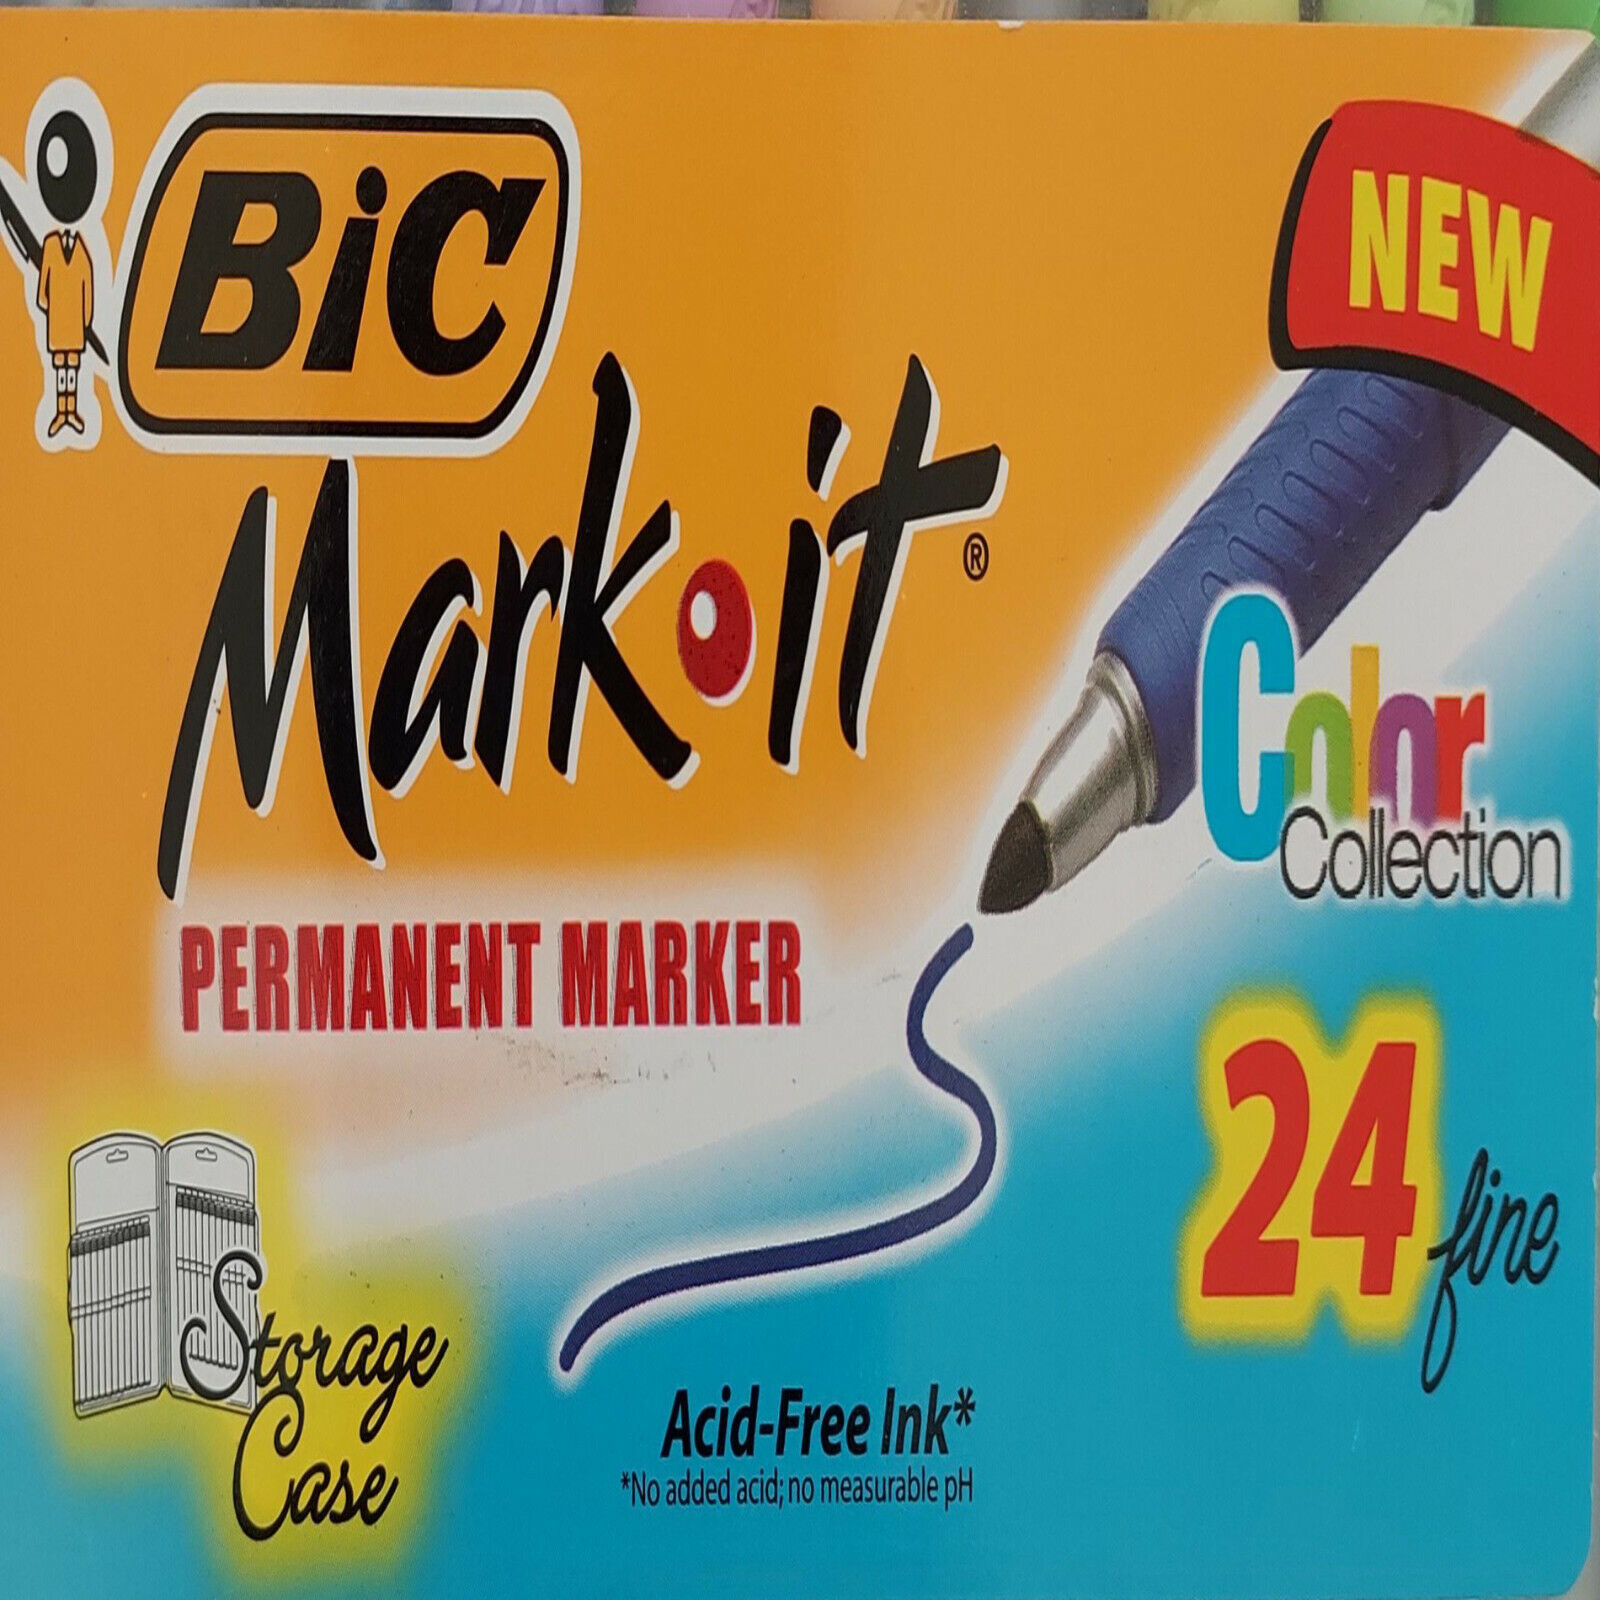 BiC
NEW
Mark·it®
Color
Collection
PERMANENT MARKER
24 fine
Storage
Case
Acid-Free Ink*
*No added acid; no measurable pH